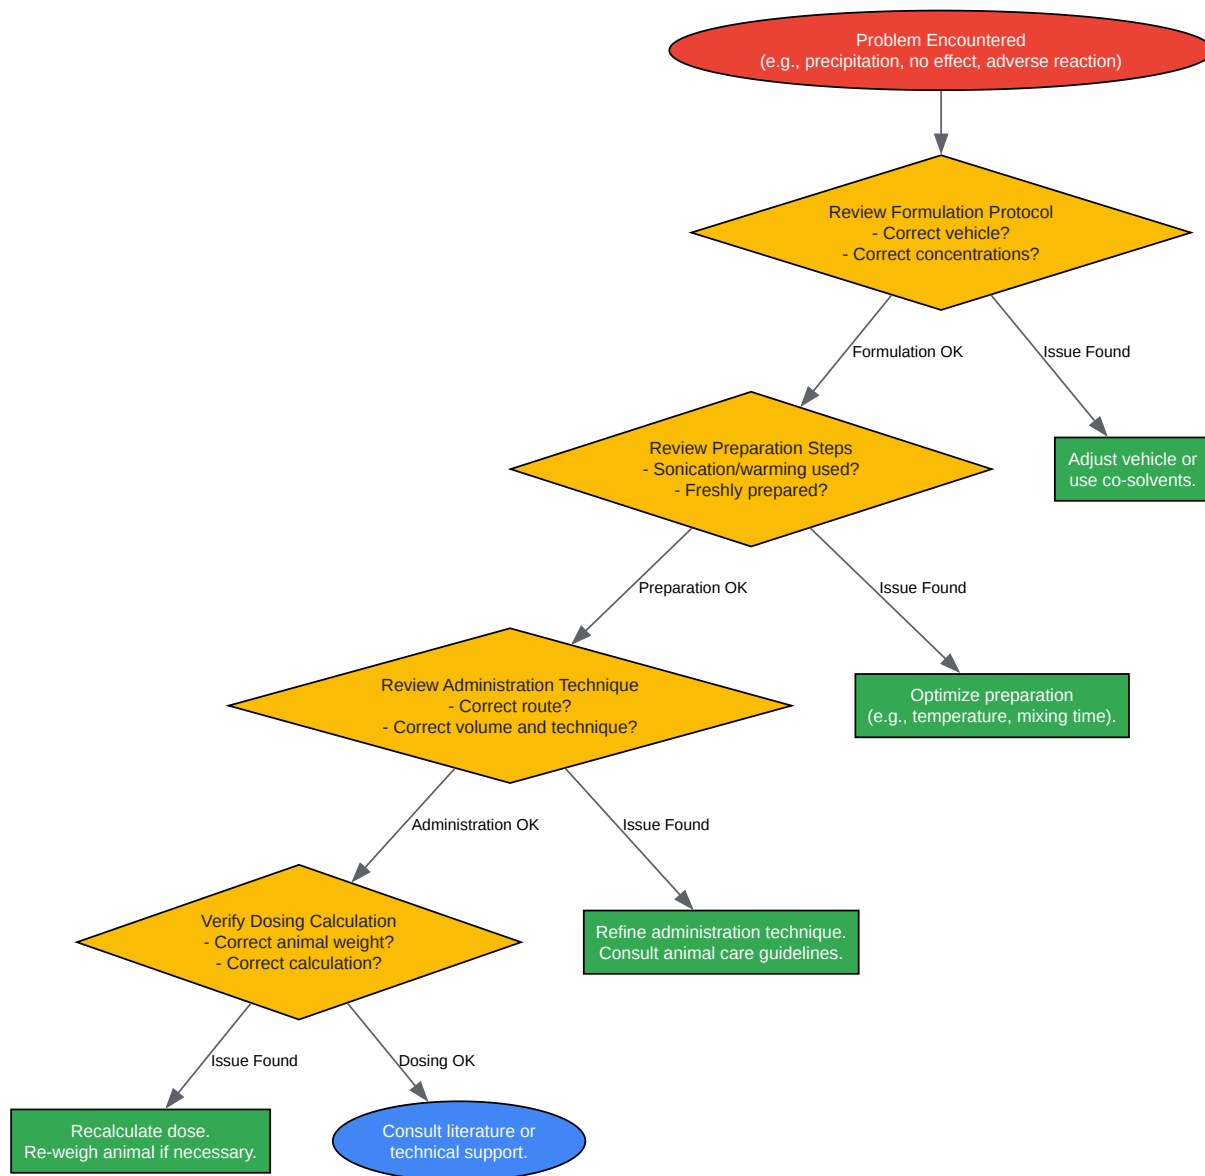 Problem Encountered
(e.g., precipitation, no effect, adverse reaction)
Review Formulation Protocol
- Correct vehicle?
- Correct concentrations?
Formulation OK
Issue Found
Review Preparation Steps
- Sonication/warming used?
- Freshly prepared?
Adjust vehicle or
use co-solvents.
Preparation OK
Issue Found
Review Administration Technique
- Correct route?
- Correct volume and technique?
Optimize preparation
(e.g., temperature, mixing time).
Administration OK
Issue Found
Verify Dosing Calculation
- Correct animal weight?
- Correct calculation?
Refine administration technique.
Consult animal care guidelines.
Issue Found
Dosing OK
Recalculate dose.
Re-weigh animal if necessary.
Consult literature or
technical support.